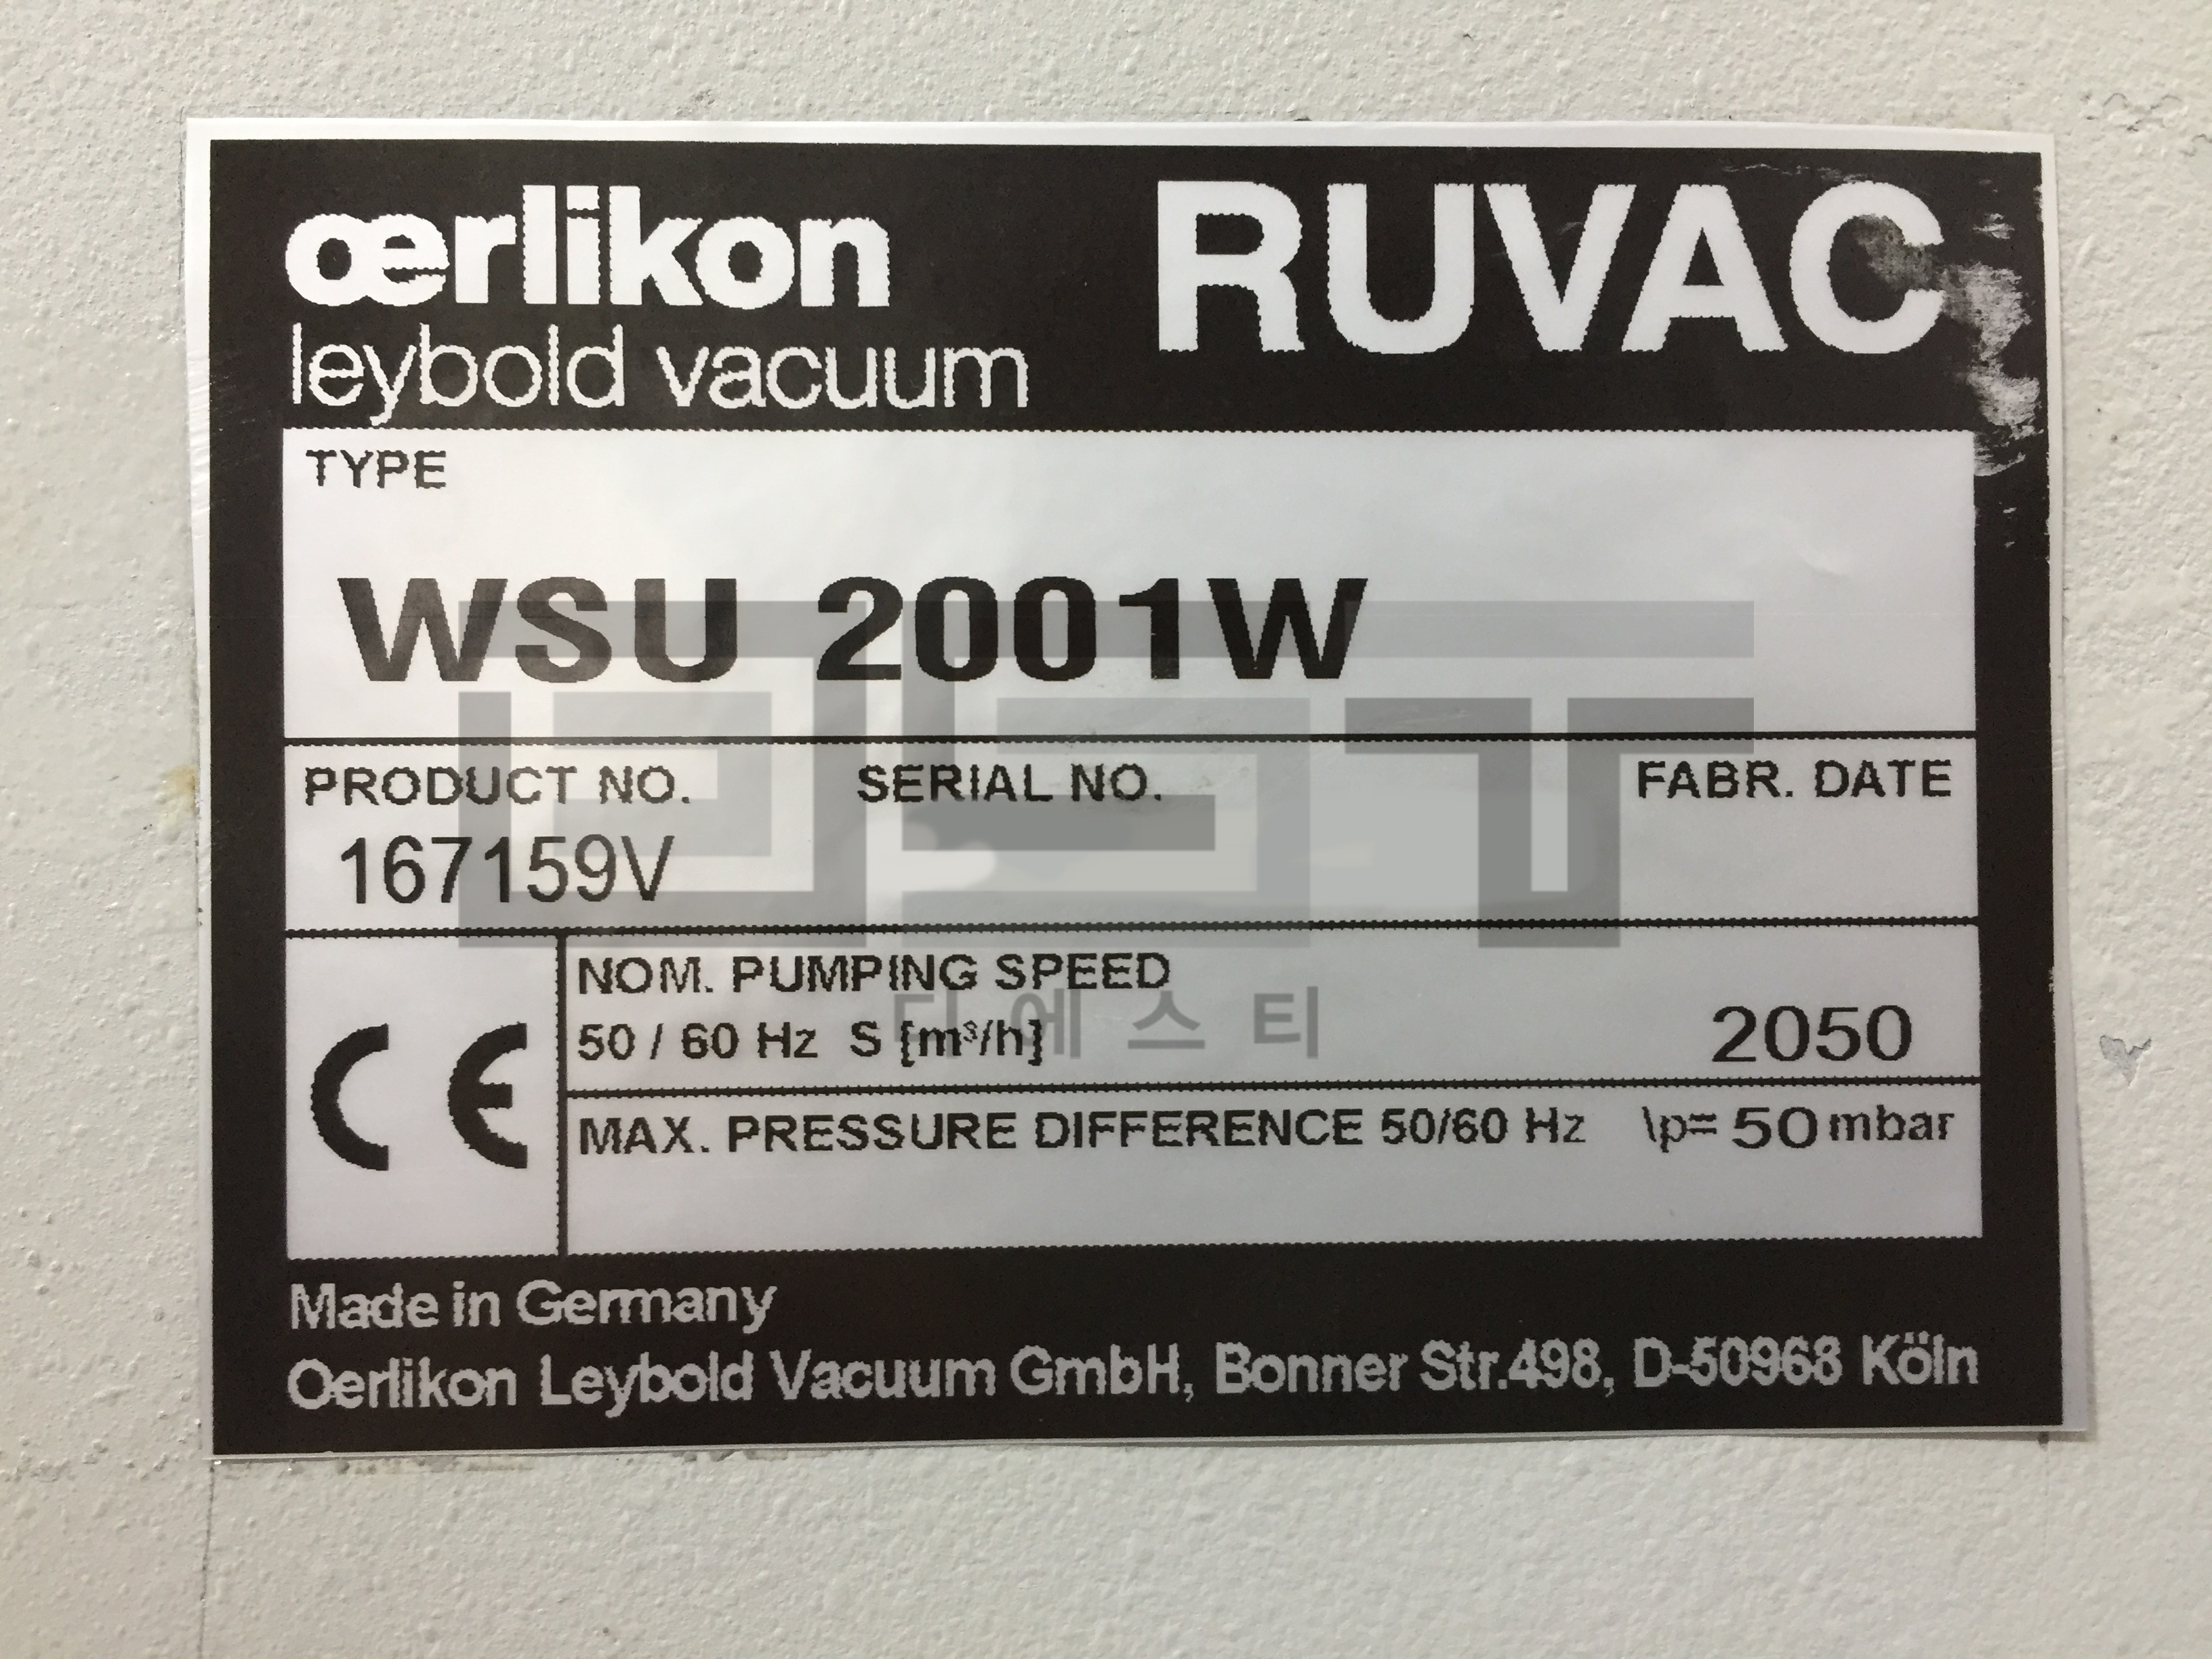 œrlikon
leybold vacuum
RUVAC
TYPE
WSU 2001W
PRODUCT NO. SERIAL NO. FABR. DATE
167159V
DST
NOM. PUMPING SPEED
50 / 60 Hz S [m³/h] 2050
디에스티
MAX. PRESSURE DIFFERENCE 50/60 Hz \p= 50 mbar
CE
Made in Germany
Oerlikon Leybold Vacuum GmbH, Bonner Str.498, D-50968 Köln